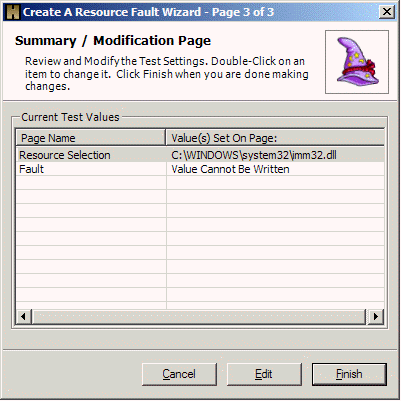 Create A Resource Fault Wizard - Page 3 of 3
Summary / Modification Page
Review and Modify the Test Settings. Double-Click on an
item to change it. Click Finish when you are done making
changes.
Current Test Values
Page Name Value(s) Set On Page:
Resource Selection C:\WINDOWS\system32\imm32.dll
Fault Value Cannot Be Written
Cancel Edit Finish